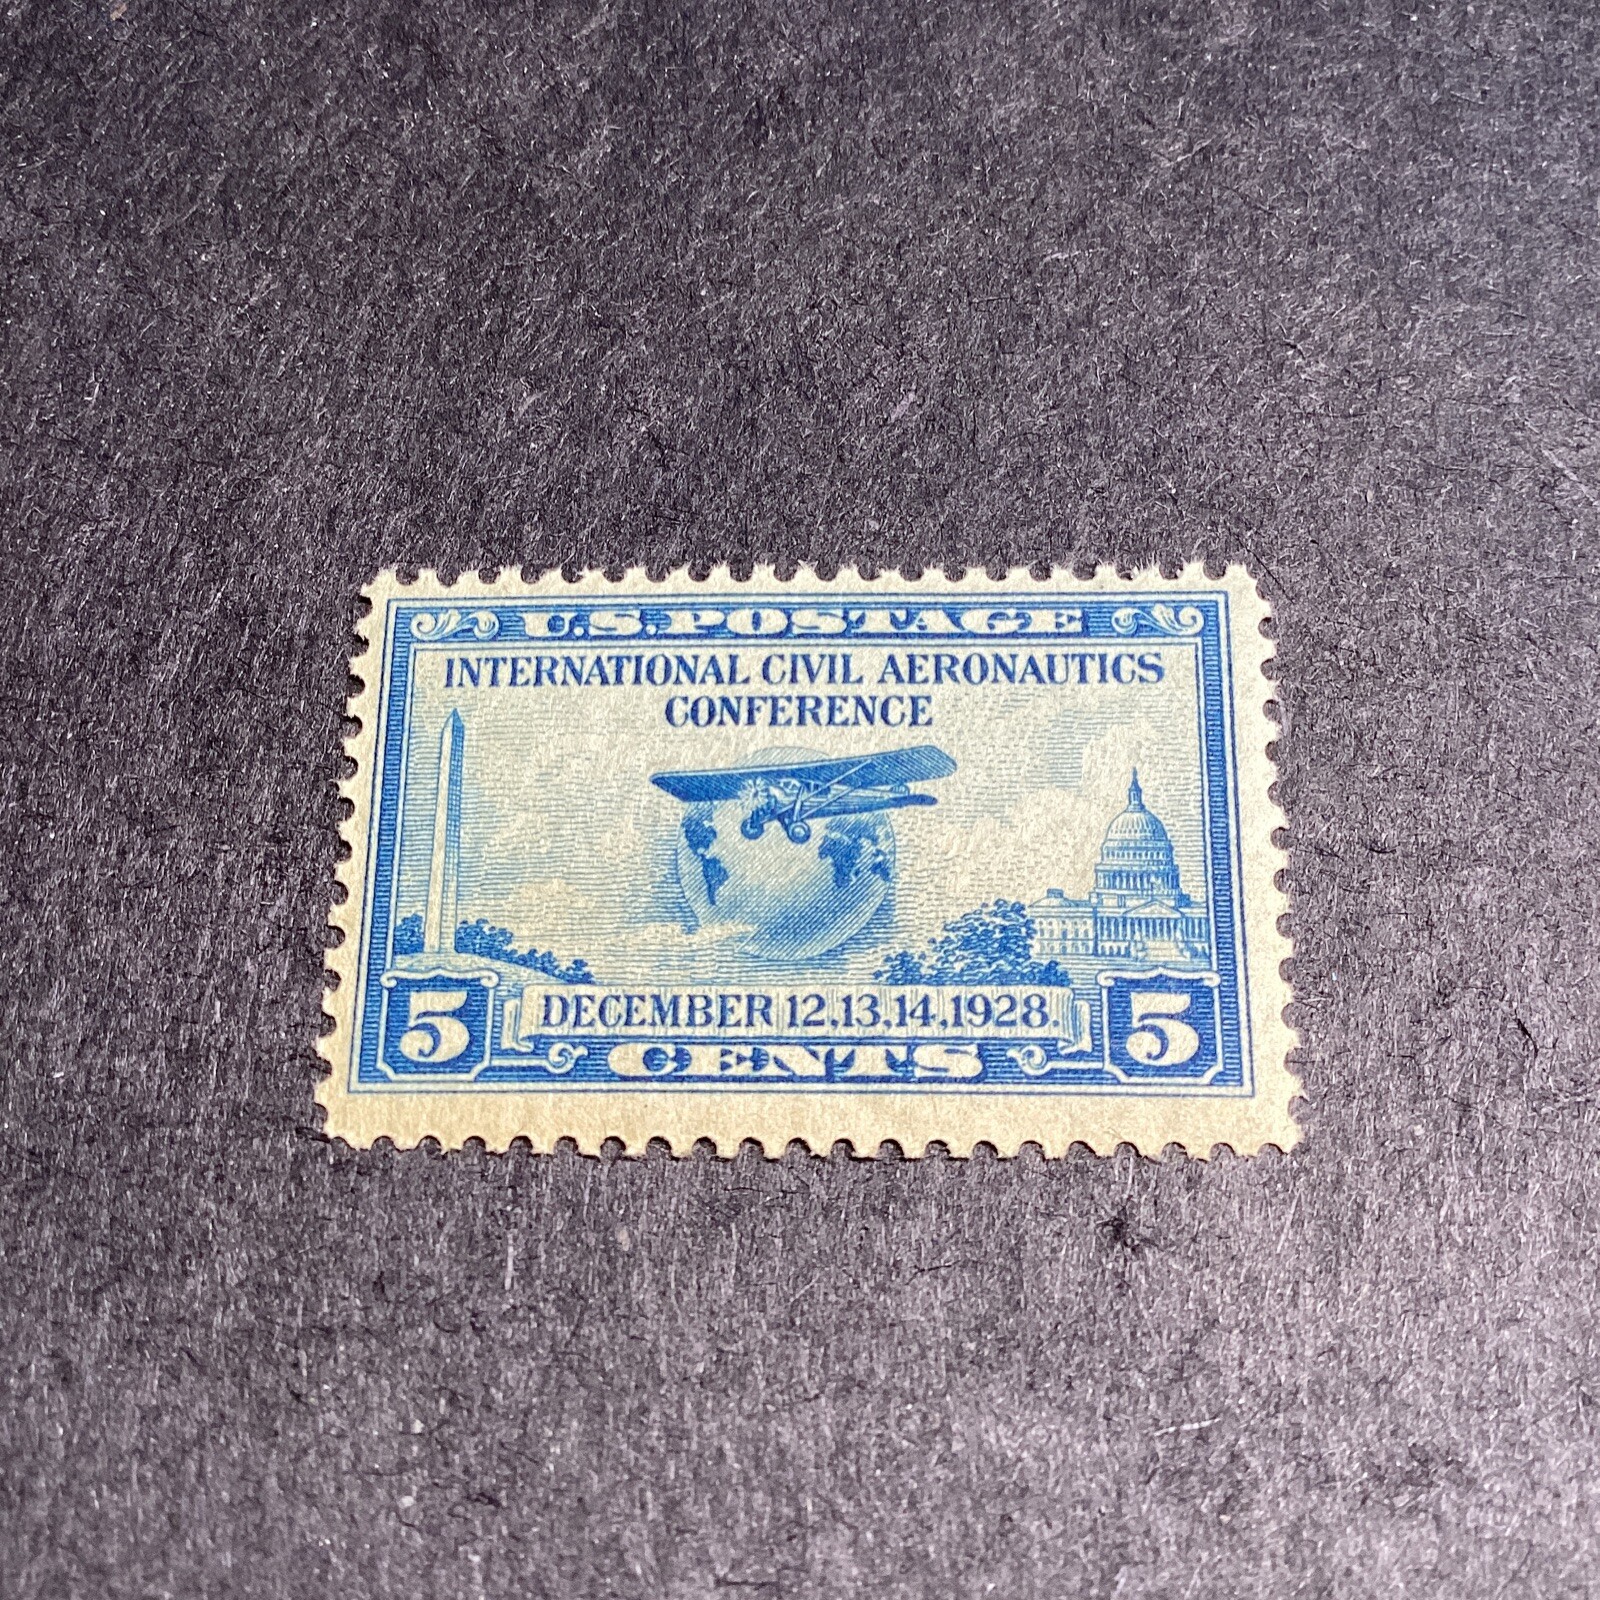 U.S. POSTAGE
INTERNATIONAL CIVIL AERONAUTICS
CONFERENCE
5 DECEMBER 12,13,14,1928. 5
CENTS